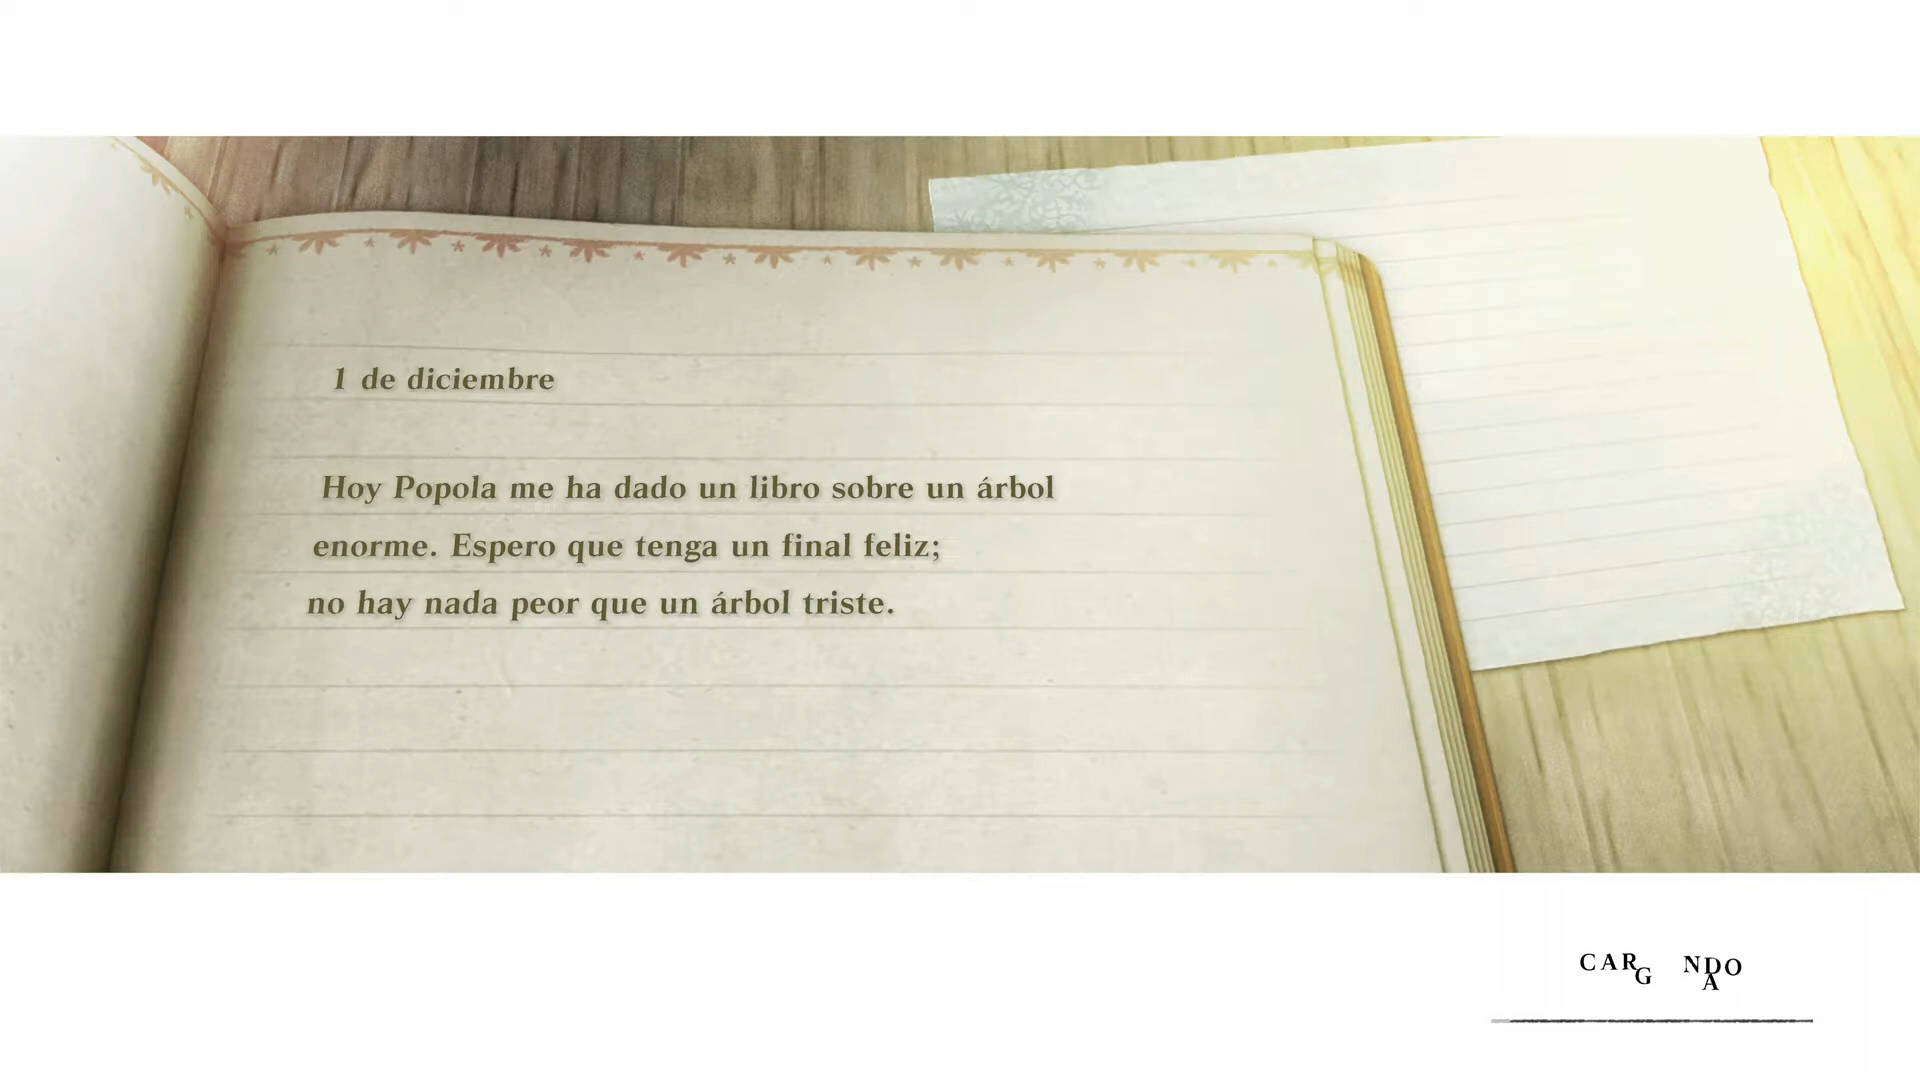 1 de diciembre
Hoy Popola me ha dado un libro sobre un árbol
enorme. Espero que tenga un final feliz;
no hay nada peor que un árbol triste.
CARGANDO